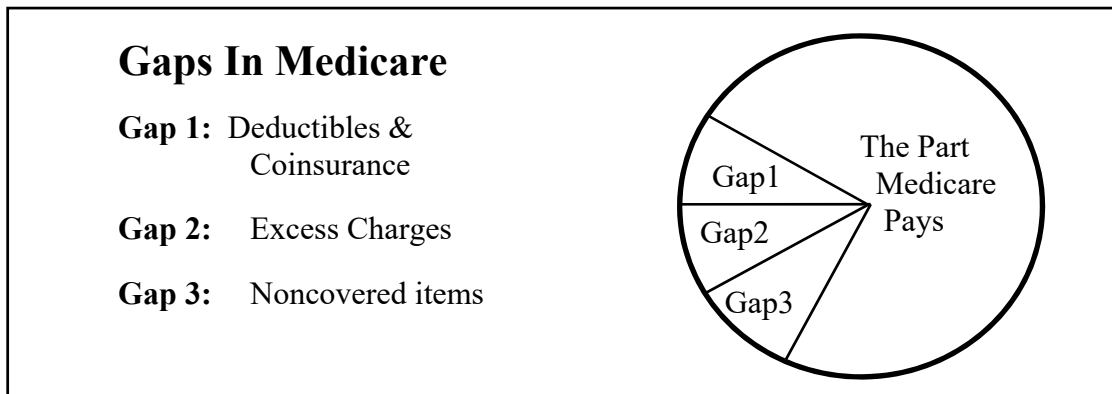 Gaps In Medicare
Gap 1: Deductibles &
Coinsurance
Gap 2: Excess Charges
Gap 3: Noncovered items
The Part
Medicare
Pays
Gap1
Gap2
Gap3